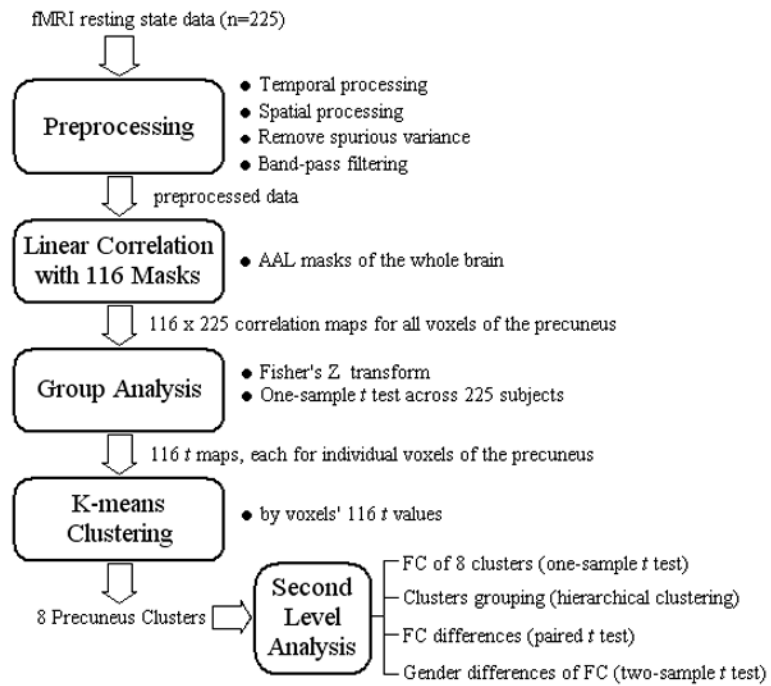 fMRI resting state data (n=225)
Preprocessing
● Temporal processing
● Spatial processing
● Remove spurious variance
● Band-pass filtering
preprocessed data
Linear Correlation
with 116 Masks
● AAL masks of the whole brain
116 x 225 correlation maps for all voxels of the precuneus
Group Analysis
● Fisher's Z transform
● One-sample t test across 225 subjects
116 t maps, each for individual voxels of the precuneus
K-means
Clustering
● by voxels' 116 t values
8 Precuneus Clusters
Second
Level
Analysis
FC of 8 clusters (one-sample t test)
Clusters grouping (hierarchical clustering)
FC differences (paired t test)
Gender differences of FC (two-sample t test)